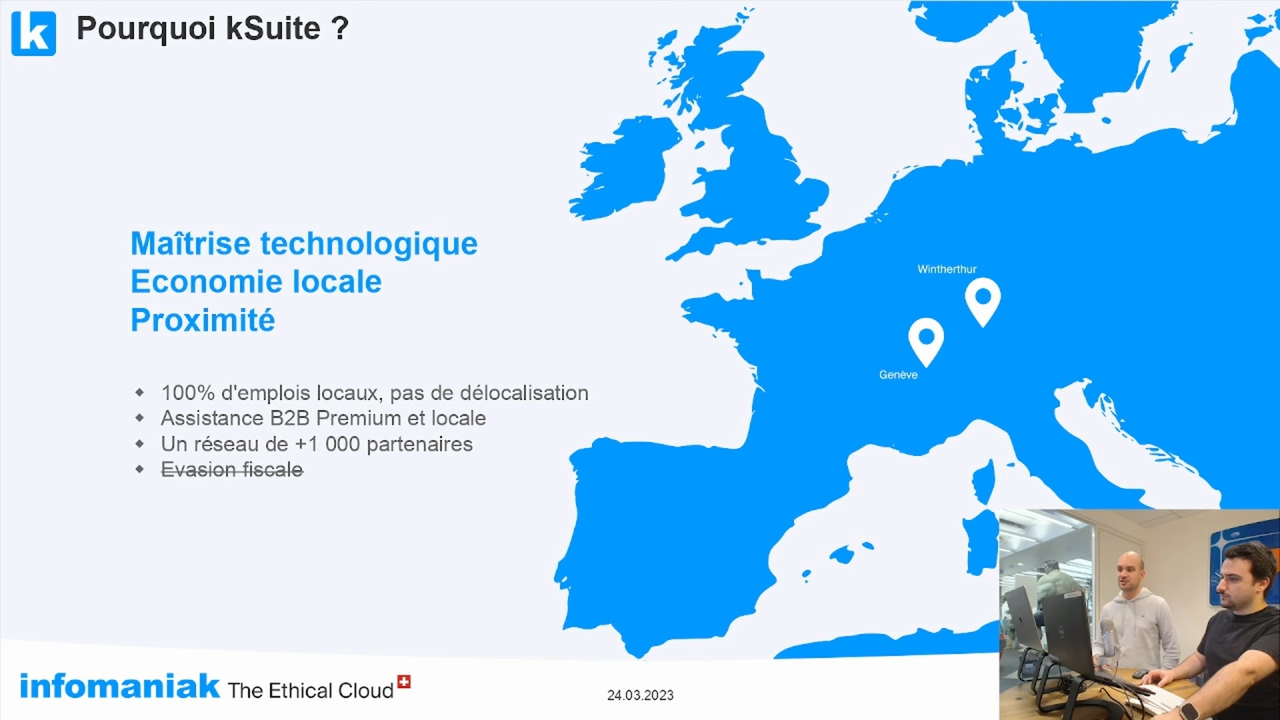 k
Pourquoi kSuite ?
Wintherthur
Genève
Maîtrise technologique
Economie locale
Proximité
100% d'emplois locaux, pas de délocalisation
Assistance B2B Premium et locale
Un réseau de +1 000 partenaires
Evasion fiscale
infomaniak The Ethical Cloud
24.03.2023